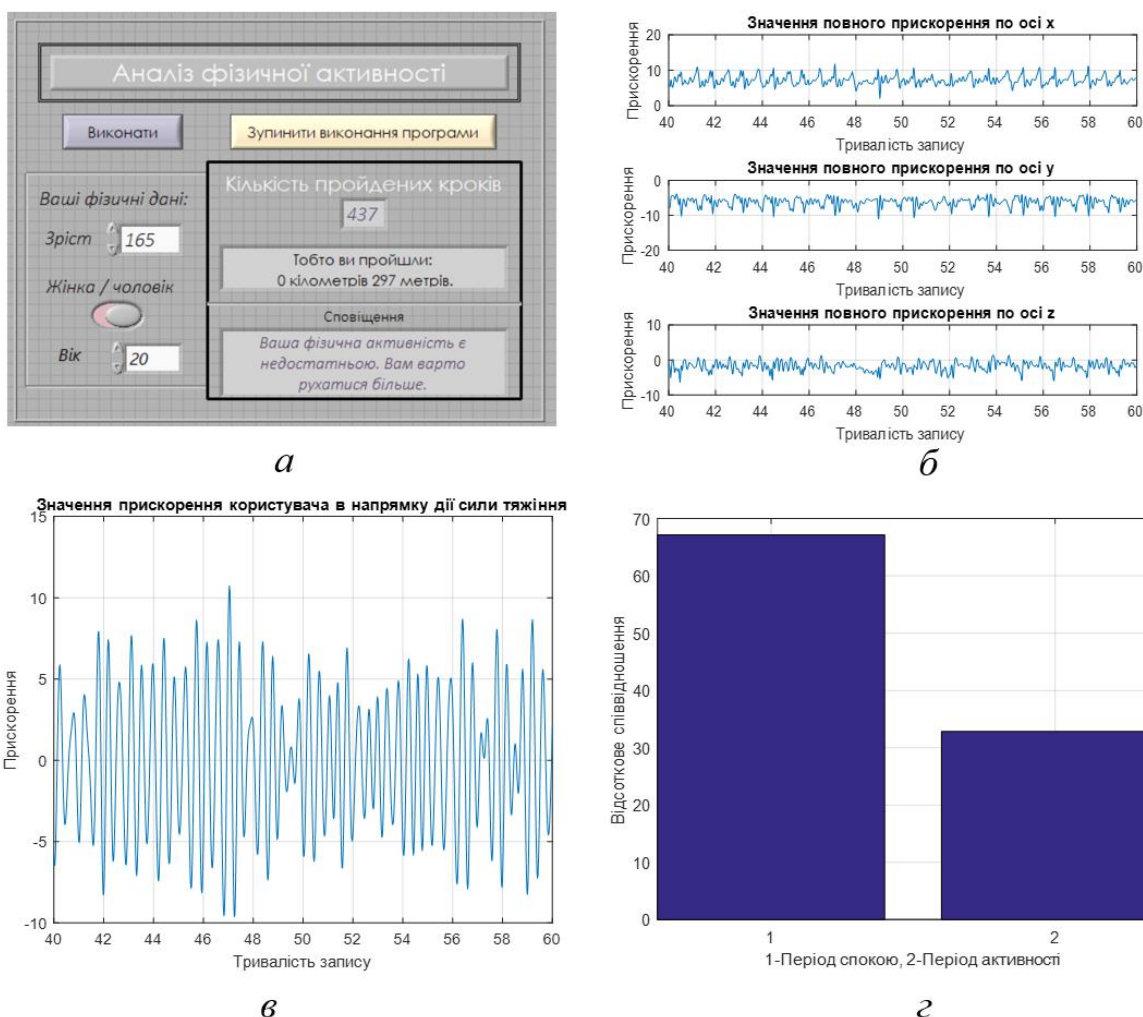 Аналіз фізичної активності
Виконати
Зупинити виконання програми
Ваші фізичні дані:
Зріст 165
Жінка / чоловік
Вік 20
Кількість пройдених кроків
437
Тобто ви пройшли:
0 кілометрів 297 метрів.
Сповіщення
Ваша фізична активність є
недостатньою. Вам варто
рухатися більше.
а
Значення повного прискорення по осі х
Прискорення
20
10
0
40 42 44 46 48 50 52 54 56 58 60
Тривалість запису
Значення повного прискорення по осі у
Прискорення
0
-10
-20
40 42 44 46 48 50 52 54 56 58 60
Тривалість запису
Значення повного прискорення по осі z
Прискорення
10
0
-10
40 42 44 46 48 50 52 54 56 58 60
Тривалість запису
б
Значення прискорення користувача в напрямку дії сили тяжіння
Прискорення
15
10
5
0
-5
-10
40 42 44 46 48 50 52 54 56 58 60
Тривалість запису
в
Відсоткове співвідношення
70
60
50
40
30
20
10
0
1 2
1-Період спокою, 2-Період активності
г